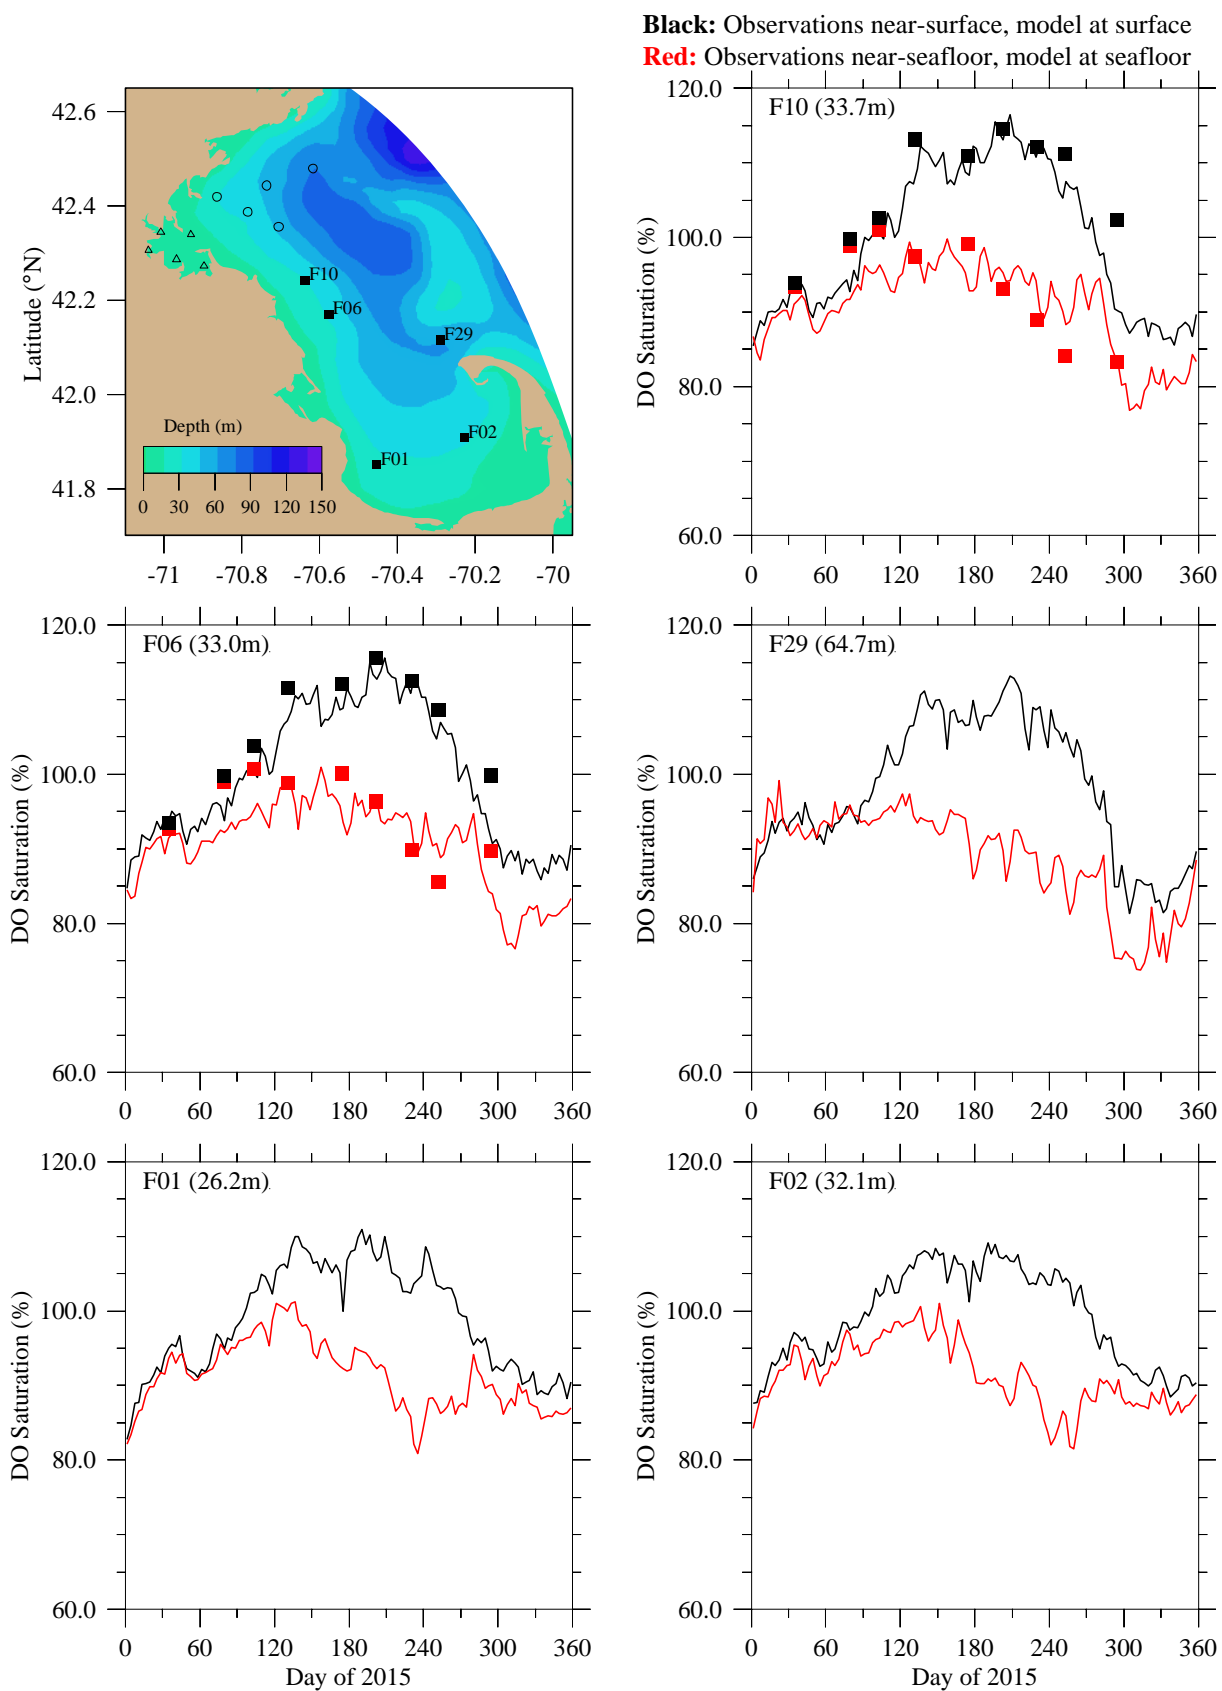 Black: Observations near-surface, model at surface
Red: Observations near-seafloor, model at seafloor
42.6
42.4
42.2
42.0
41.8
Latitude (°N)
F10
F06
F29
F02
F01
Depth (m)
0 30 60 90 120 150
-71 -70.8 -70.6 -70.4 -70.2 -70
F10 (33.7m)
120.0
100.0
80.0
60.0
DO Saturation (%)
0 60 120 180 240 300 360
F06 (33.0m)
120.0
100.0
80.0
60.0
DO Saturation (%)
0 60 120 180 240 300 360
F29 (64.7m)
120.0
100.0
80.0
60.0
DO Saturation (%)
0 60 120 180 240 300 360
F01 (26.2m)
120.0
100.0
80.0
60.0
DO Saturation (%)
0 60 120 180 240 300 360
Day of 2015
F02 (32.1m)
120.0
100.0
80.0
60.0
DO Saturation (%)
0 60 120 180 240 300 360
Day of 2015